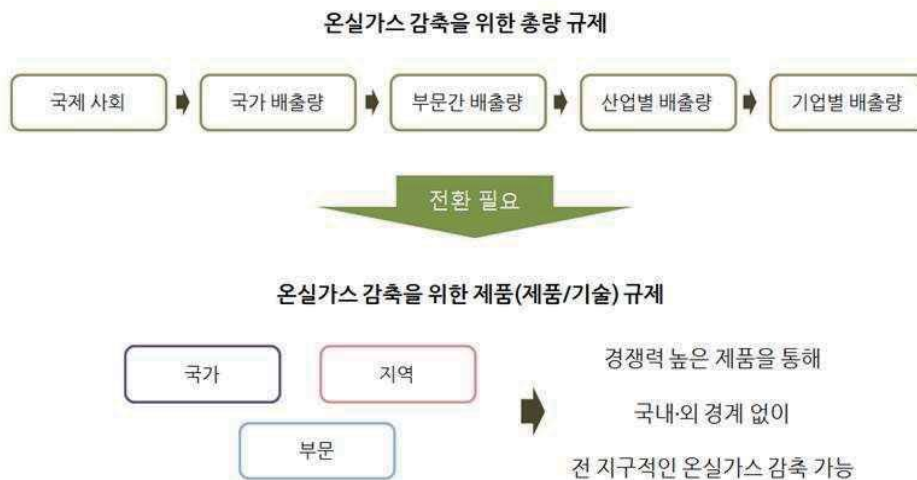 온실가스 감축을 위한 총량 규제
국제 사회
국가 배출량
부문간 배출량
산업별 배출량
기업별 배출량
전환 필요
온실가스 감축을 위한 제품(제품/기술) 규제
국가
지역
부문
경쟁력 높은 제품을 통해
국내·외 경계 없이
전 지구적인 온실가스 감축 가능